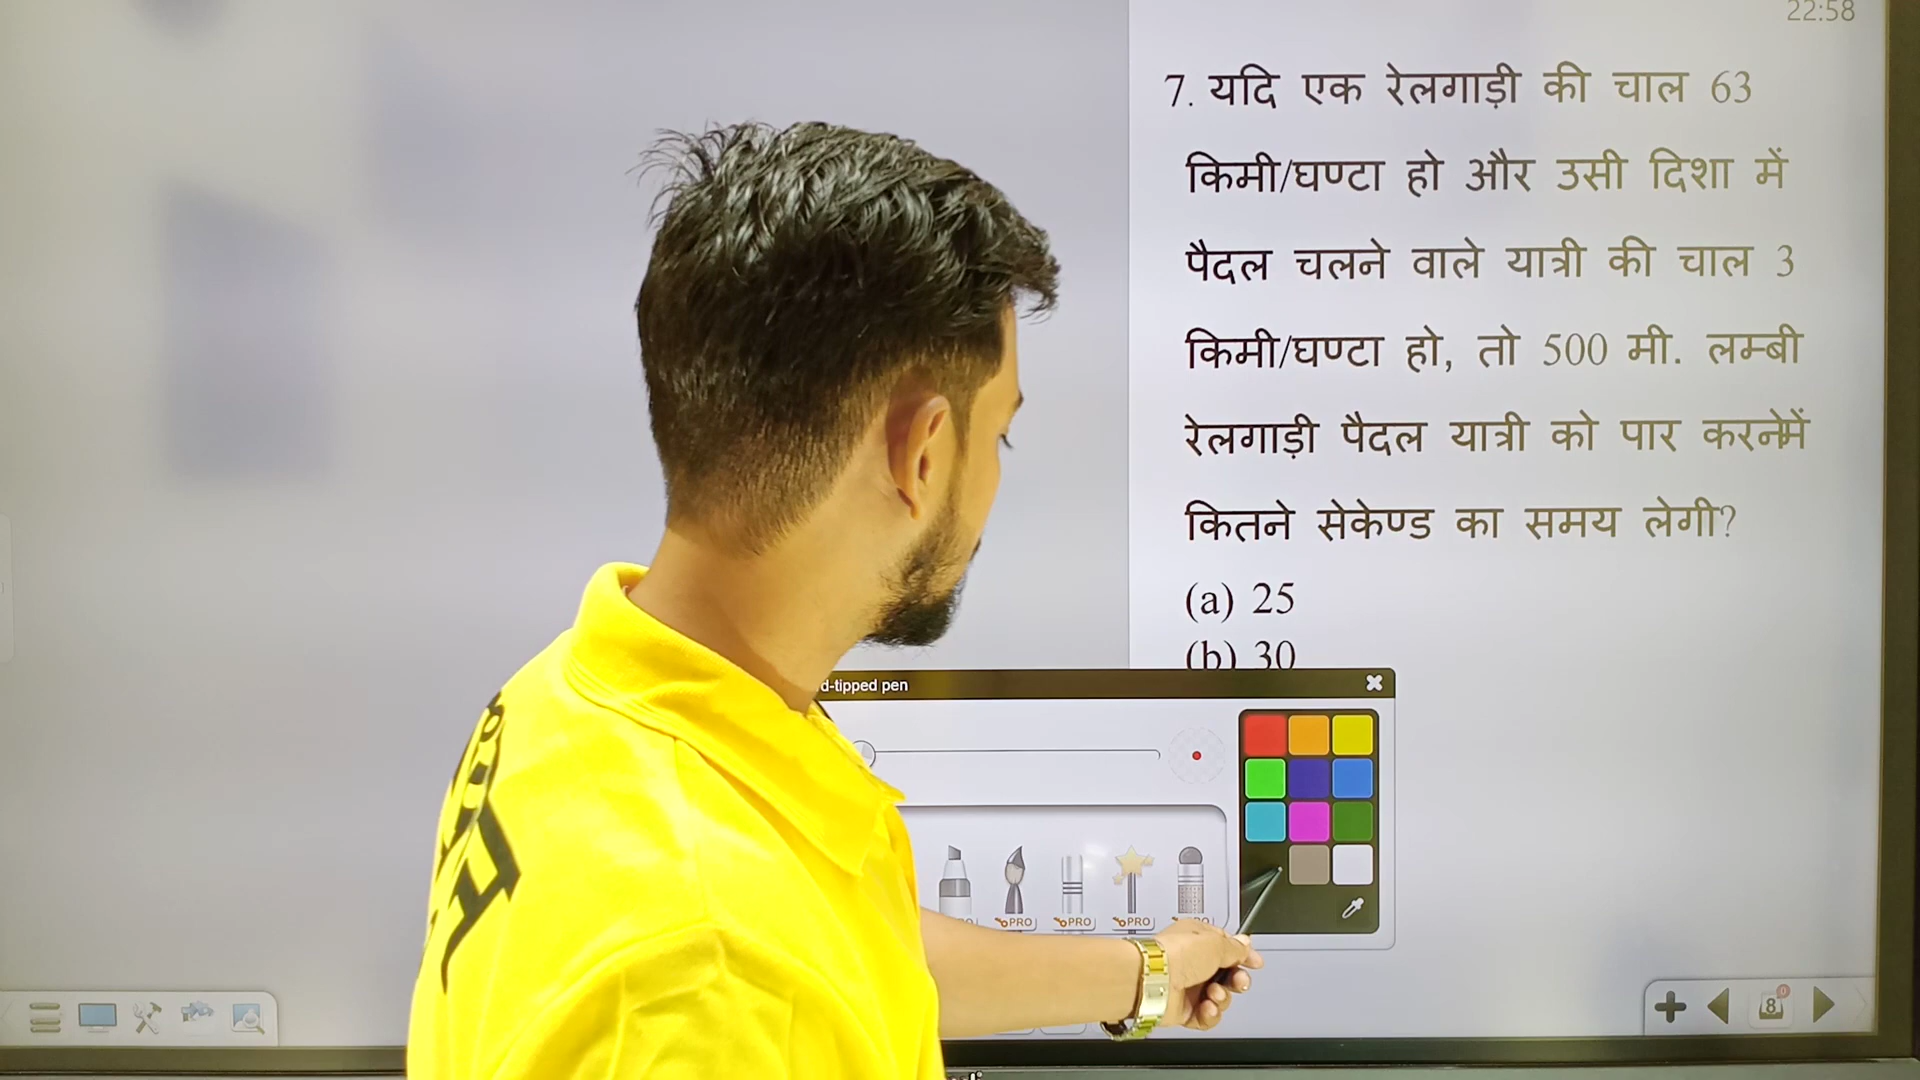 22:58
7. यदि एक रेलगाड़ी की चाल 63
किमी/घण्टा हो और उसी दिशा में
पैदल चलने वाले यात्री की चाल 3
किमी/घण्टा हो, तो 500 मी. लम्बी
रेलगाड़ी पैदल यात्री को पार करनेमें
कितने सेकेण्ड का समय लेगी?
(a) 25
(b) 30
d-tipped pen
PRO PRO PRO
8
0